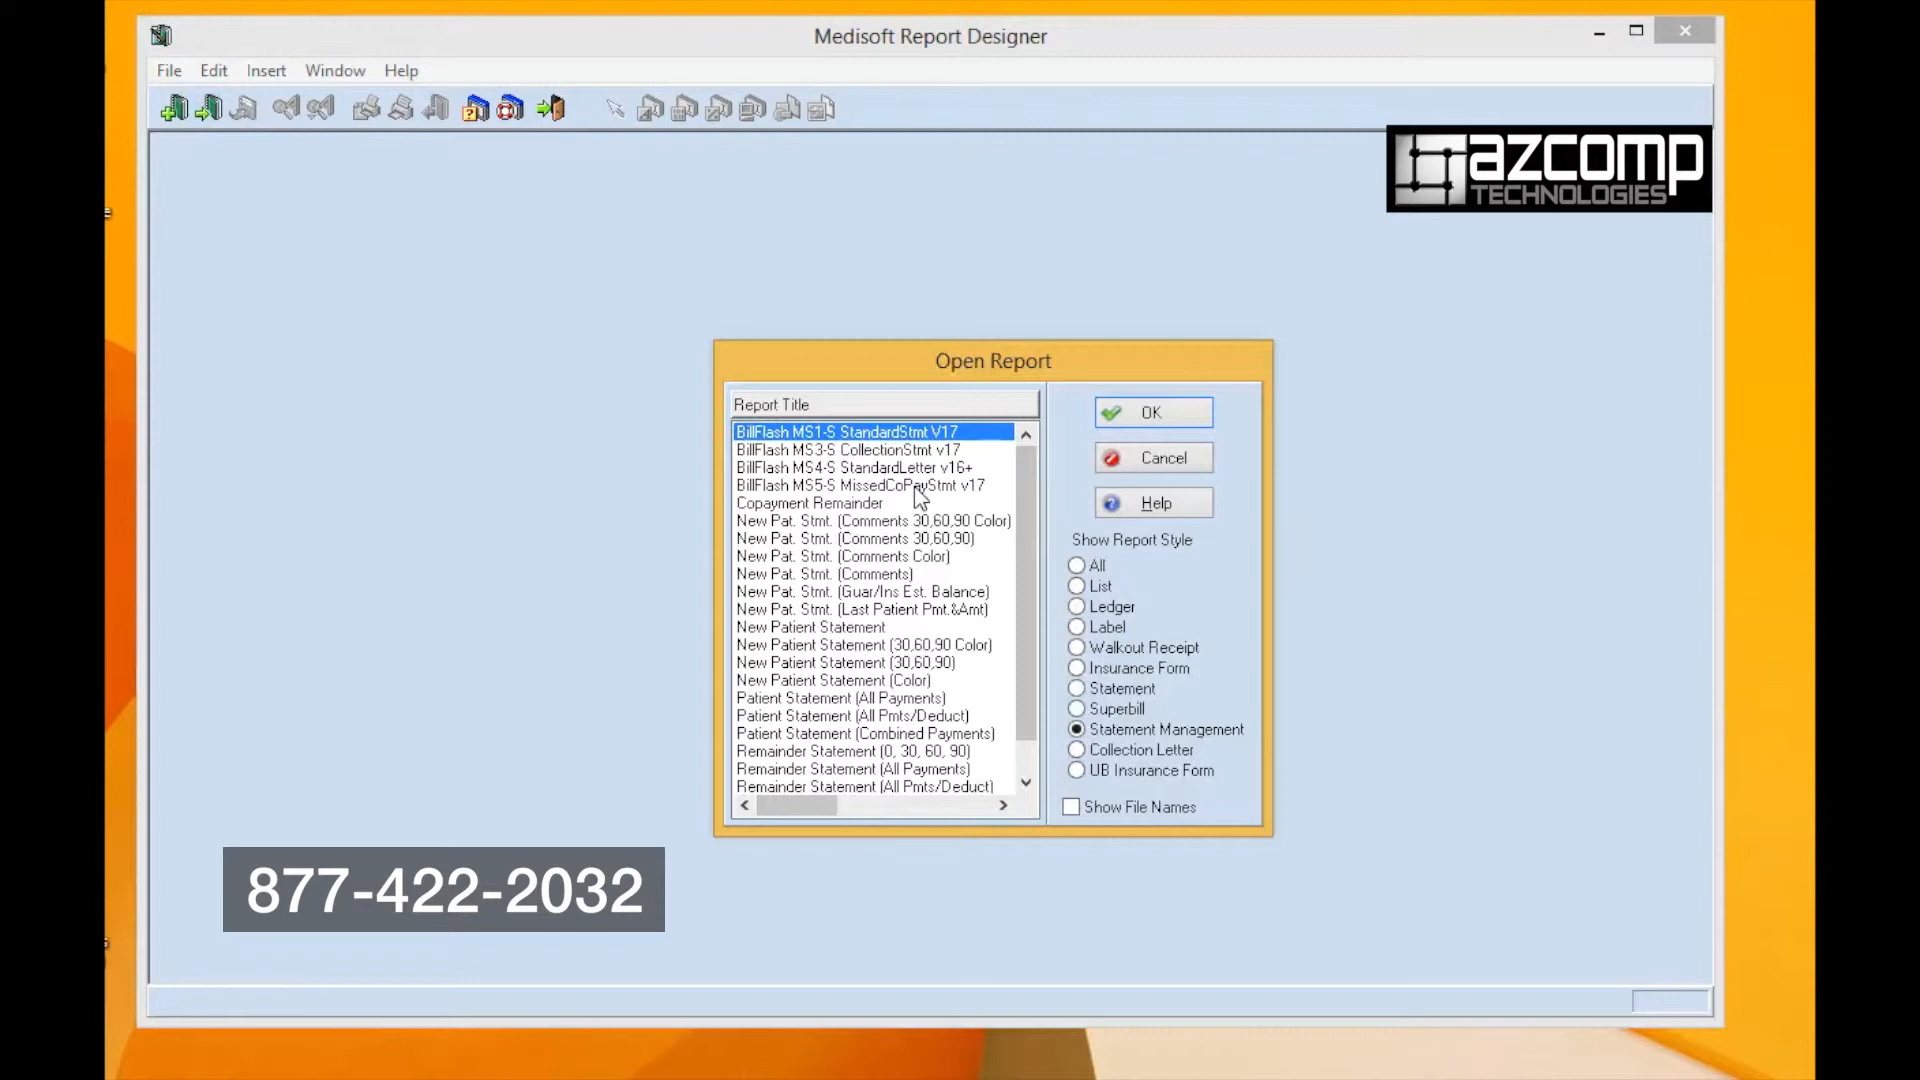 Medisoft Report Designer
File Edit Insert Window Help
azcomp
TECHNOLOGIES
Open Report
Report Title
BillFlash MS1-S StandardStmt V17
BillFlash MS3-S CollectionStmt v17
BillFlash MS4-S StandardLetter v16+
BillFlash MS5-S MissedCoPayStmt v17
Copayment Remainder
New Pat. Stmt. (Comments 30,60,90 Color)
New Pat. Stmt. (Comments 30,60,90)
New Pat. Stmt. (Comments Color)
New Pat. Stmt. (Comments)
New Pat. Stmt. (Guar/Ins Est. Balance)
New Pat. Stmt. (Last Patient Pmt.&Amt)
New Patient Statement
New Patient Statement (30,60,90 Color)
New Patient Statement (30,60,90)
New Patient Statement (Color)
Patient Statement (All Payments)
Patient Statement (All Pmts/Deduct)
Patient Statement (Combined Payments)
Remainder Statement (0, 30, 60, 90)
Remainder Statement (All Payments)
Remainder Statement (All Pmts/Deduct)
OK
Cancel
Help
Show Report Style
All
List
Ledger
Label
Walkout Receipt
Insurance Form
Statement
Superbill
Statement Management
Collection Letter
UB Insurance Form
Show File Names
877-422-2032